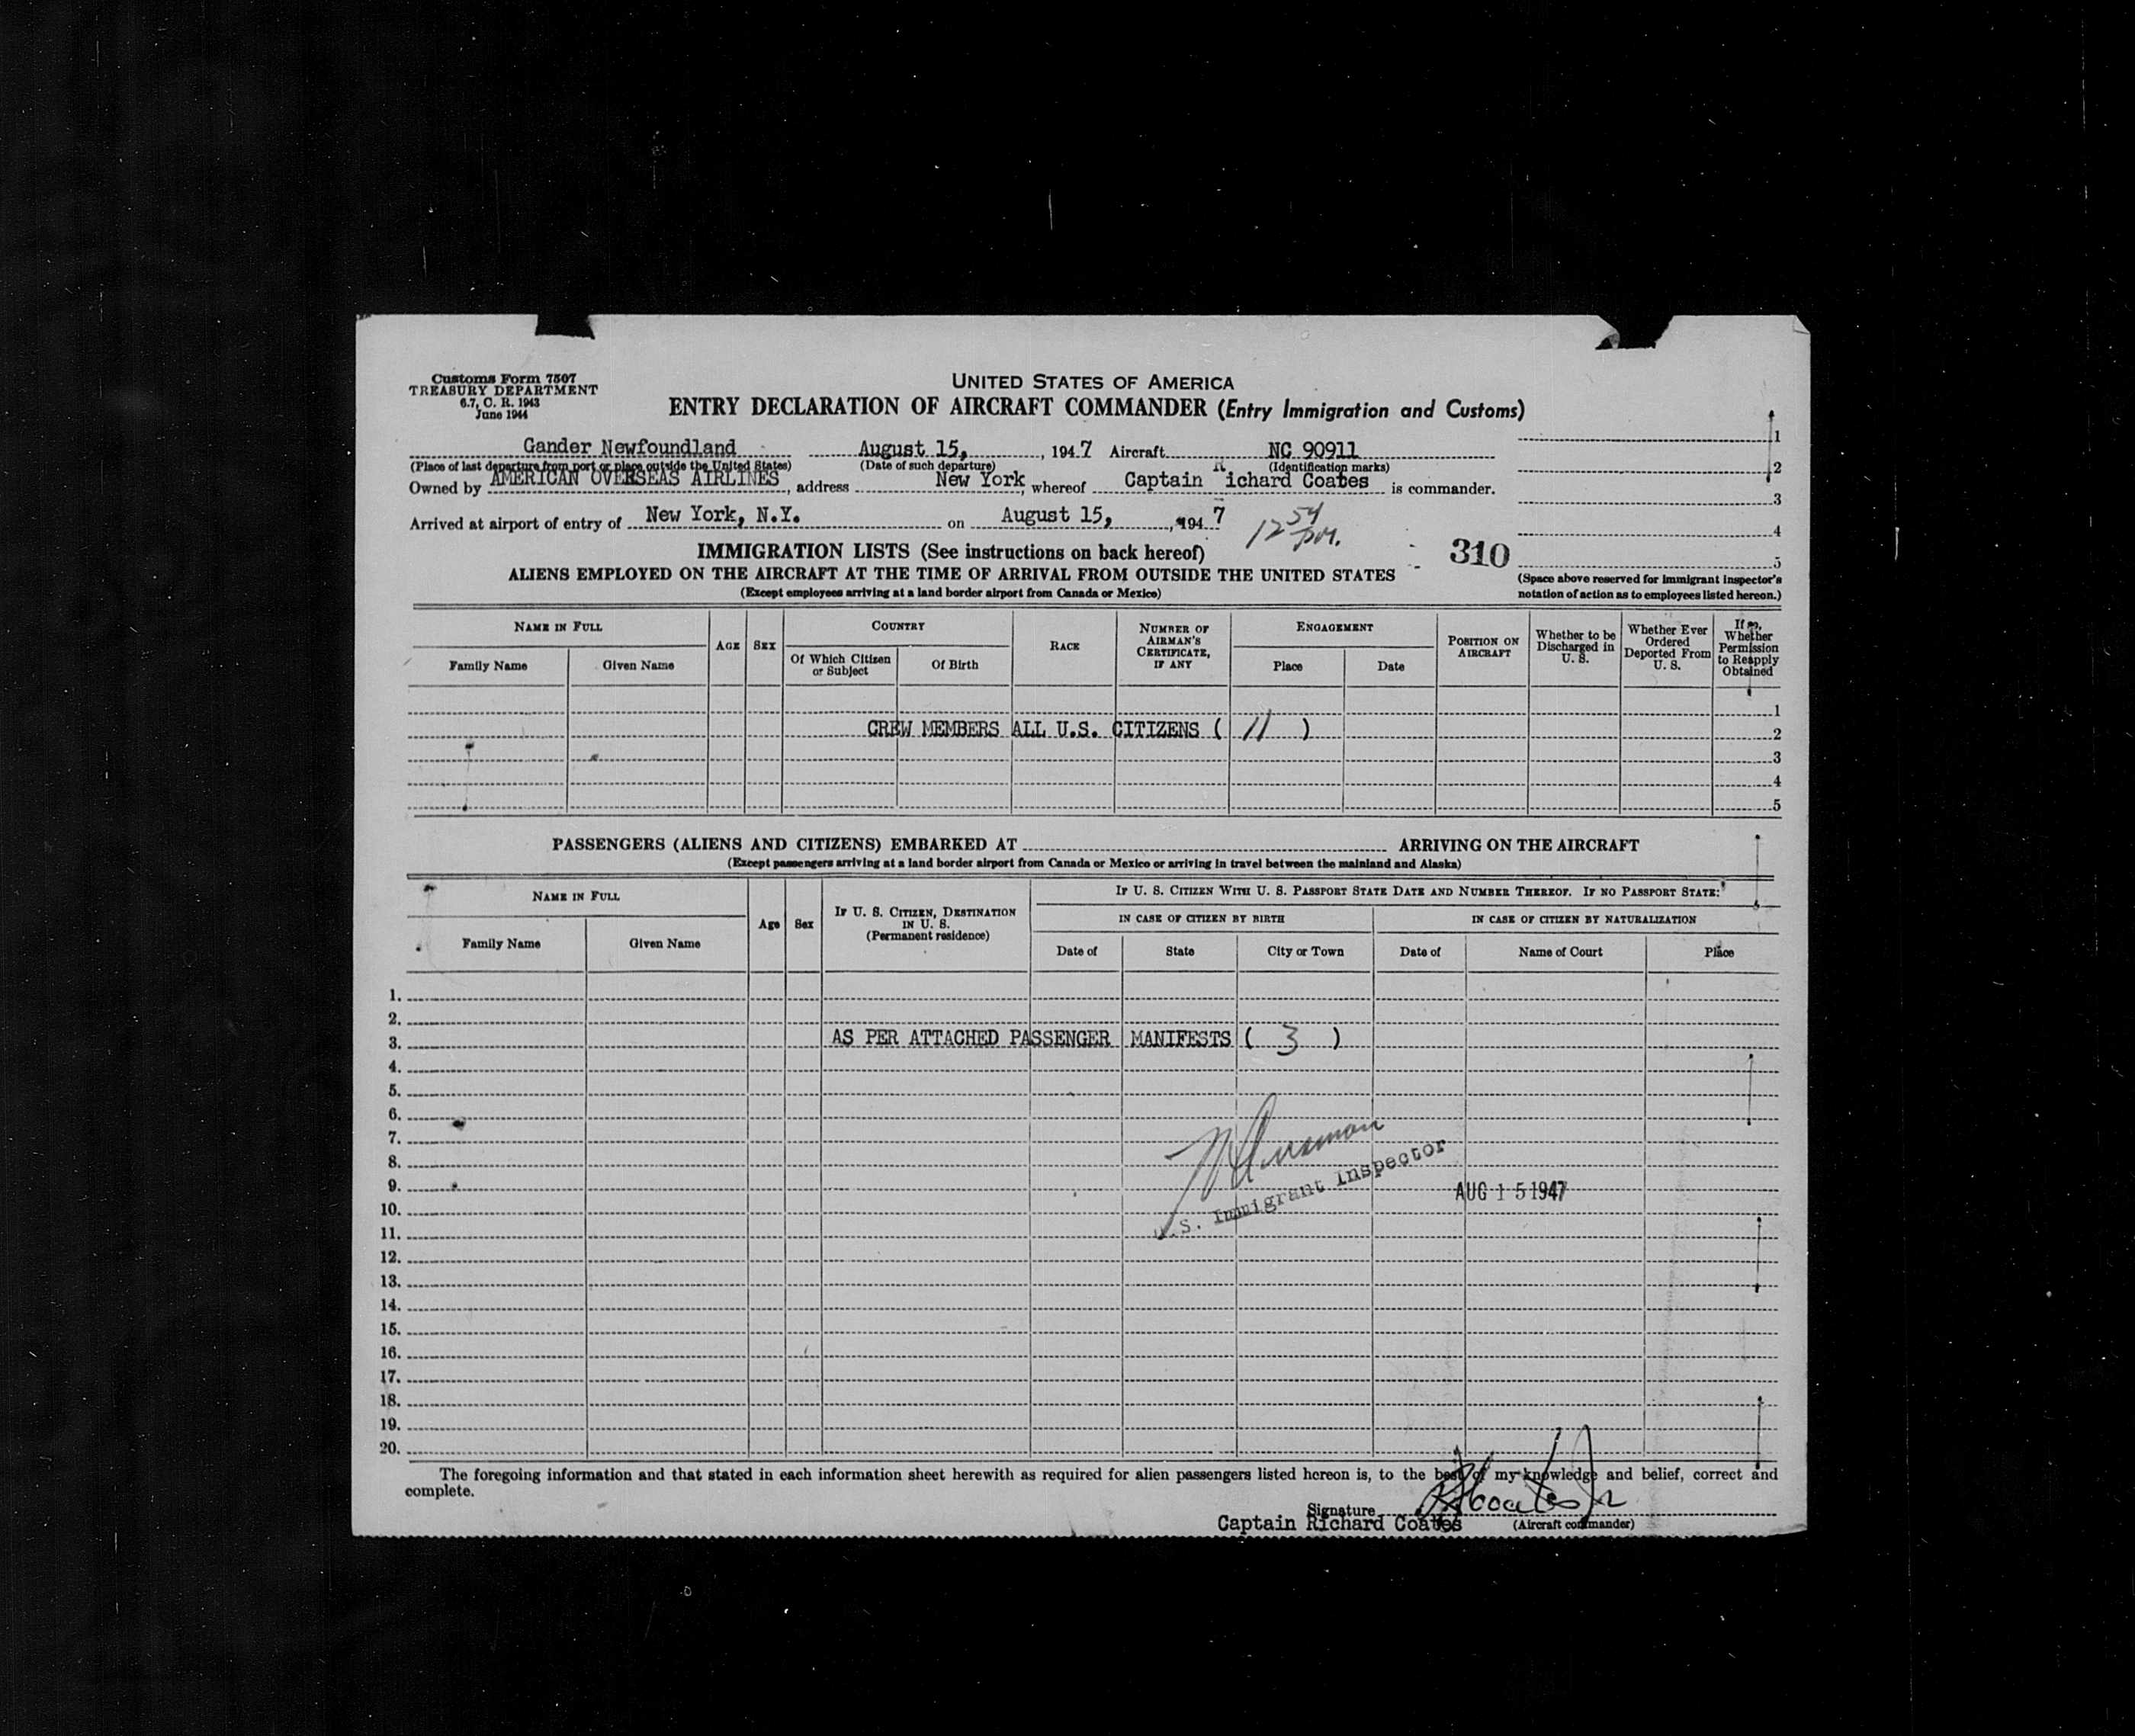 Customs Form 7507
TREASURY DEPARTMENT
6.7, C. R. 1943
June 1944
UNITED STATES OF AMERICA
ENTRY DECLARATION OF AIRCRAFT COMMANDER (Entry Immigration and Customs)
Gander Newfoundland August 15, , 1947 Aircraft NC 90911
(Place of last departure from port or place outside the United States) (Date of such departure) (Identification marks)
Owned by AMERICAN OVERSEAS AIRLINES, address New York, whereof Captain Richard Coates is commander.
Arrived at airport of entry of New York, N.Y. on August 15, , 1947 12 54 P.M.
1
2
3
4
5
310
IMMIGRATION LISTS (See instructions on back hereof)
ALIENS EMPLOYED ON THE AIRCRAFT AT THE TIME OF ARRIVAL FROM OUTSIDE THE UNITED STATES
(Except employees arriving at a land border airport from Canada or Mexico)
(Space above reserved for immigrant inspector's
notation of action as to employees listed hereon.)
NAME IN FULL
Family Name
Given Name
AGE
SEX
COUNTRY
Of Which Citizen
or Subject
Of Birth
RACE
NUMBER OF
AIRMAN'S
CERTIFICATE,
IF ANY
ENGAGEMENT
Place
Date
POSITION ON
AIRCRAFT
Whether to be
Discharged in
U. S.
Whether Ever
Ordered
Deported From
U. S.
If so,
Whether
Permission
to Reapply
Obtained
1
CREW MEMBERS ALL U.S. CITIZENS ( 11 ) 2
3
4
5
PASSENGERS (ALIENS AND CITIZENS) EMBARKED AT ARRIVING ON THE AIRCRAFT
(Except passengers arriving at a land border airport from Canada or Mexico or arriving in travel between the mainland and Alaska)
NAME IN FULL
Family Name
Given Name
Age
Sex
IF U. S. CITIZEN, DESTINATION
IN U. S.
(Permanent residence)
IF U. S. CITIZEN WITH U. S. PASSPORT STATE DATE AND NUMBER THEREOF. IF NO PASSPORT STATE:
IN CASE OF CITIZEN BY BIRTH
IN CASE OF CITIZEN BY NATURALIZATION
Date of
State
City or Town
Date of
Name of Court
Place
1.
2.
3. AS PER ATTACHED PASSENGER MANIFESTS ( 3 )
4.
5.
6.
7.
8.
U.S. Immigrant Inspector
9.
AUG 15 1947
10.
11.
12.
13.
14.
15.
16.
17.
18.
19.
20.
The foregoing information and that stated in each information sheet herewith as required for alien passengers listed hereon is, to the best of my knowledge and belief, correct and
complete.
Signature R Coates Jr
Captain Richard Coates (Aircraft commander)